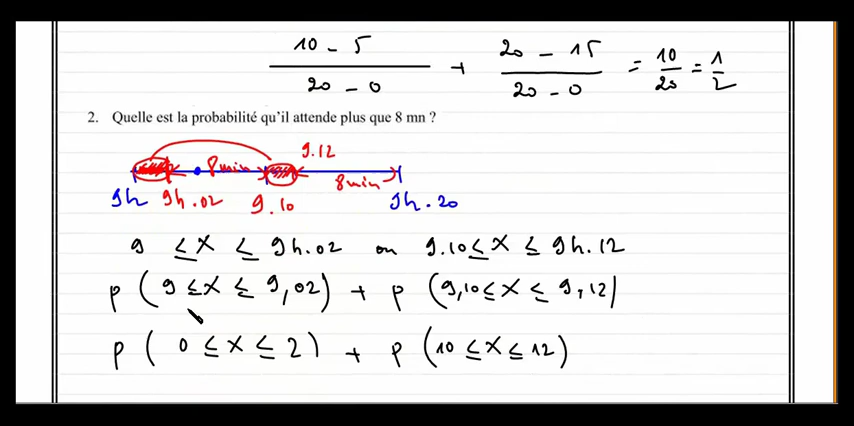 10 - 5 / 20 - 0 + 20 - 15 / 20 - 0 = 10/20 = 1/2
2. Quelle est la probabilité qu'il attende plus que 8 mn ?
9.12
8min
8min
9h 9h.02 9.10 9h.20
9 ≤ X ≤ 9h.02 ou 9.10 ≤ X ≤ 9h.12
P ( 9 ≤ X ≤ 9,02) + P (9,10 ≤ X ≤ 9,12)
P ( 0 ≤ X ≤ 2) + P (10 ≤ X ≤ 12)